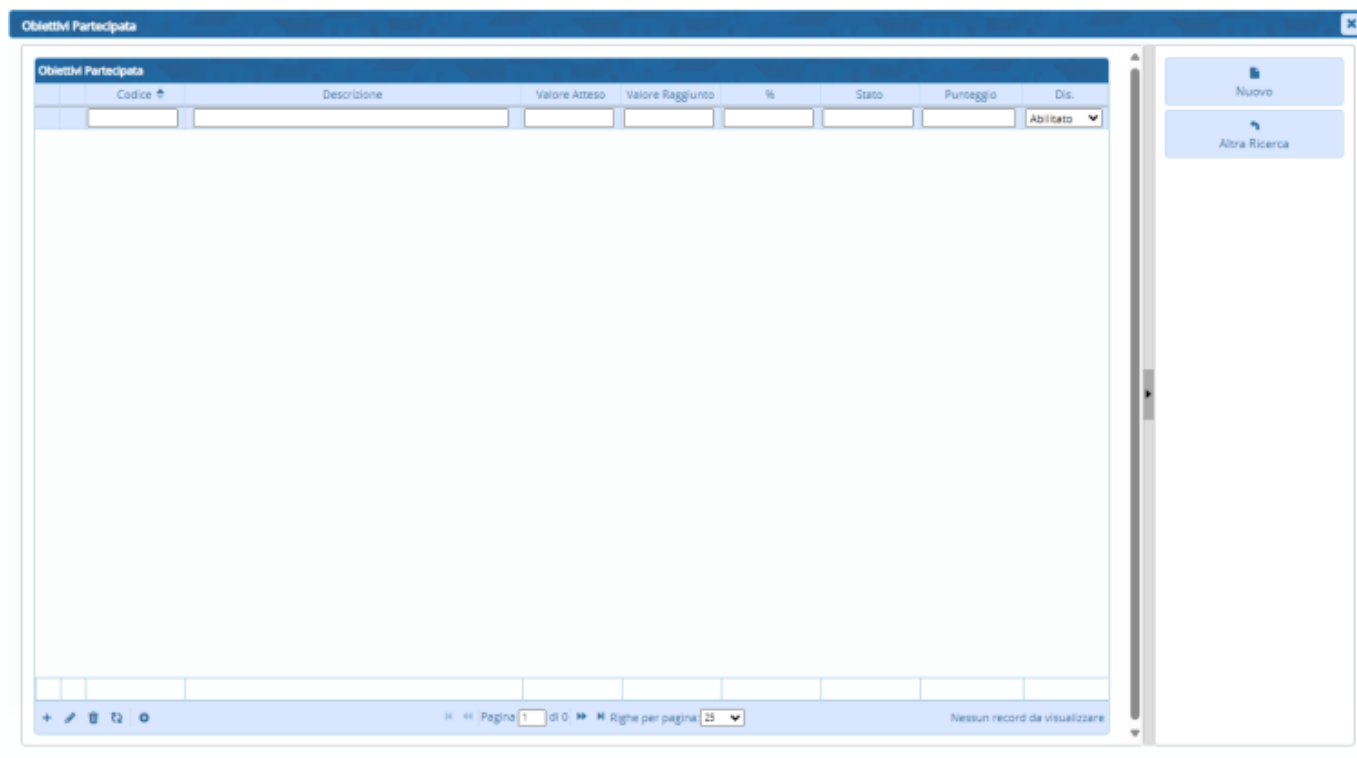 Obiettivi Partecipata
Obiettivi Partecipata
Codice Descrizione Valore Atteso Valore Raggiunto % Stato Punteggio Dis.
Abilitato
Nuovo
Altra Ricerca
Pagina 1 di 0 Righe per pagina: 25 Nessun record da visualizzare